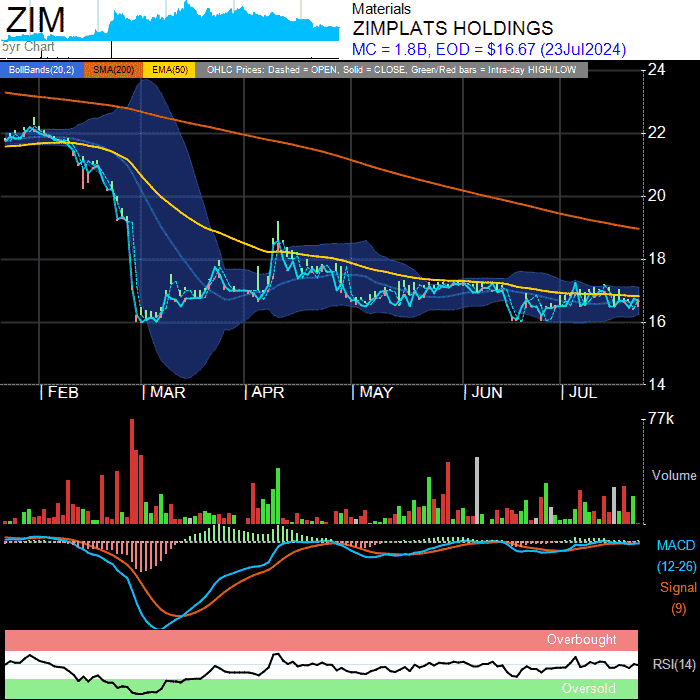 ZIM
5yr Chart
Materials
ZIMPLATS HOLDINGS
MC = 1.8B, EOD = $16.67 (23Jul2024)
BollBands(20,2) SMA(200) EMA(50) OHLC Prices: Dashed = OPEN, Solid = CLOSE, Green/Red bars = Intra-day HIGH/LOW
24
22
20
18
16
14
FEB MAR APR MAY JUN JUL
77k
Volume
MACD
(12-26)
Signal
(9)
Overbought
RSI(14)
Oversold